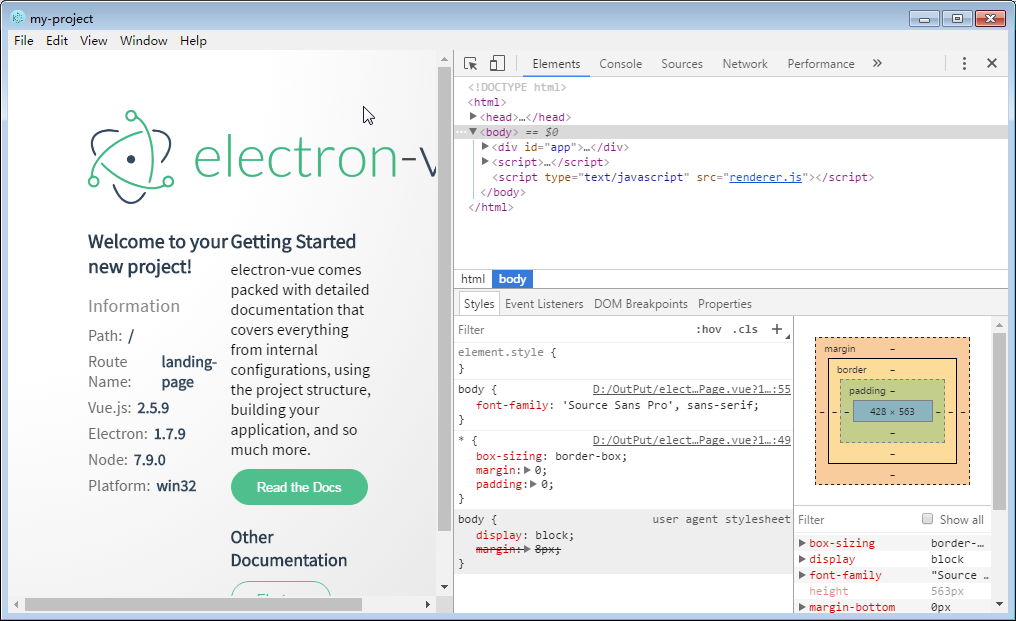 my-project
File Edit View Window Help
electron-v
Welcome to your
new project!
Information
Path: /
Route Name: landing-page
Vue.js: 2.5.9
Electron: 1.7.9
Node: 7.9.0
Platform: win32
Getting Started
electron-vue comes
packed with detailed
documentation that
covers everything
from internal
configurations, using
the project structure,
building your
application, and so
much more.
Read the Docs
Other
Documentation
Elements Console Sources Network Performance »
<!DOCTYPE html>
<html>
<head>…</head>
<body> == $0
<div id="app">…</div>
<script>…</script>
<script type="text/javascript" src="renderer.js"></script>
</body>
</html>
html body
Styles Event Listeners DOM Breakpoints Properties
Filter :hov .cls +
element.style {
}
body { D:/OutPut/elect…Page.vue?1…:55
font-family: 'Source Sans Pro', sans-serif;
}
* { D:/OutPut/elect…Page.vue?1…:49
box-sizing: border-box;
margin: 0;
padding: 0;
}
body { user agent stylesheet
display: block;
margin: 8px;
}
margin –
border –
padding –
– – – 428 × 563 – – –
–
–
–
Filter Show all
box-sizing border-…
display block
font-family "Source …
height 563px
margin-bottom 0px